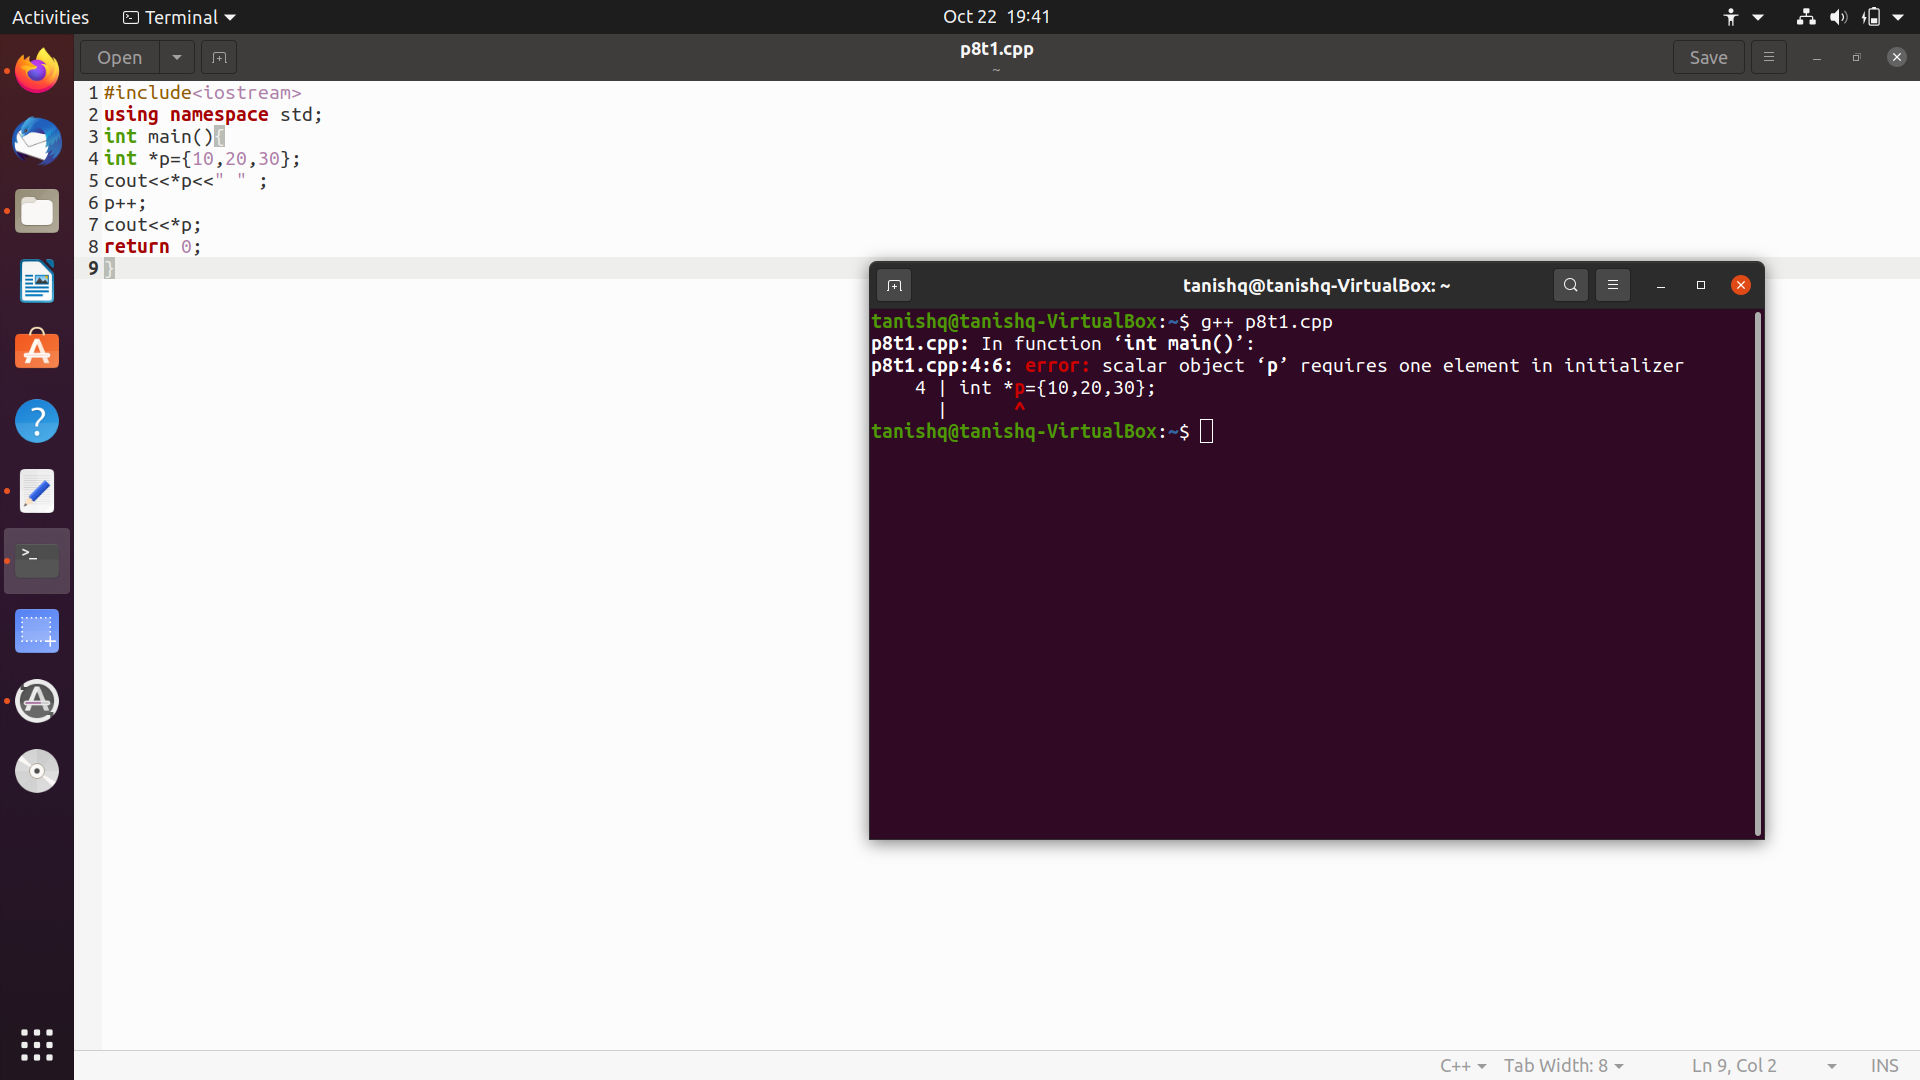 Activities
Terminal
Oct 22 19:41
Open
p8t1.cpp
~
Save
1 #include<iostream>
2 using namespace std;
3 int main(){
4 int *p={10,20,30};
5 cout<<*p<<" " ;
6 p++;
7 cout<<*p;
8 return 0;
9 }
tanishq@tanishq-VirtualBox: ~
tanishq@tanishq-VirtualBox:~$ g++ p8t1.cpp
p8t1.cpp: In function ‘int main()’:
p8t1.cpp:4:6: error: scalar object ‘p’ requires one element in initializer
4 | int *p={10,20,30};
| ^
tanishq@tanishq-VirtualBox:~$
C++
Tab Width: 8
Ln 9, Col 2
INS